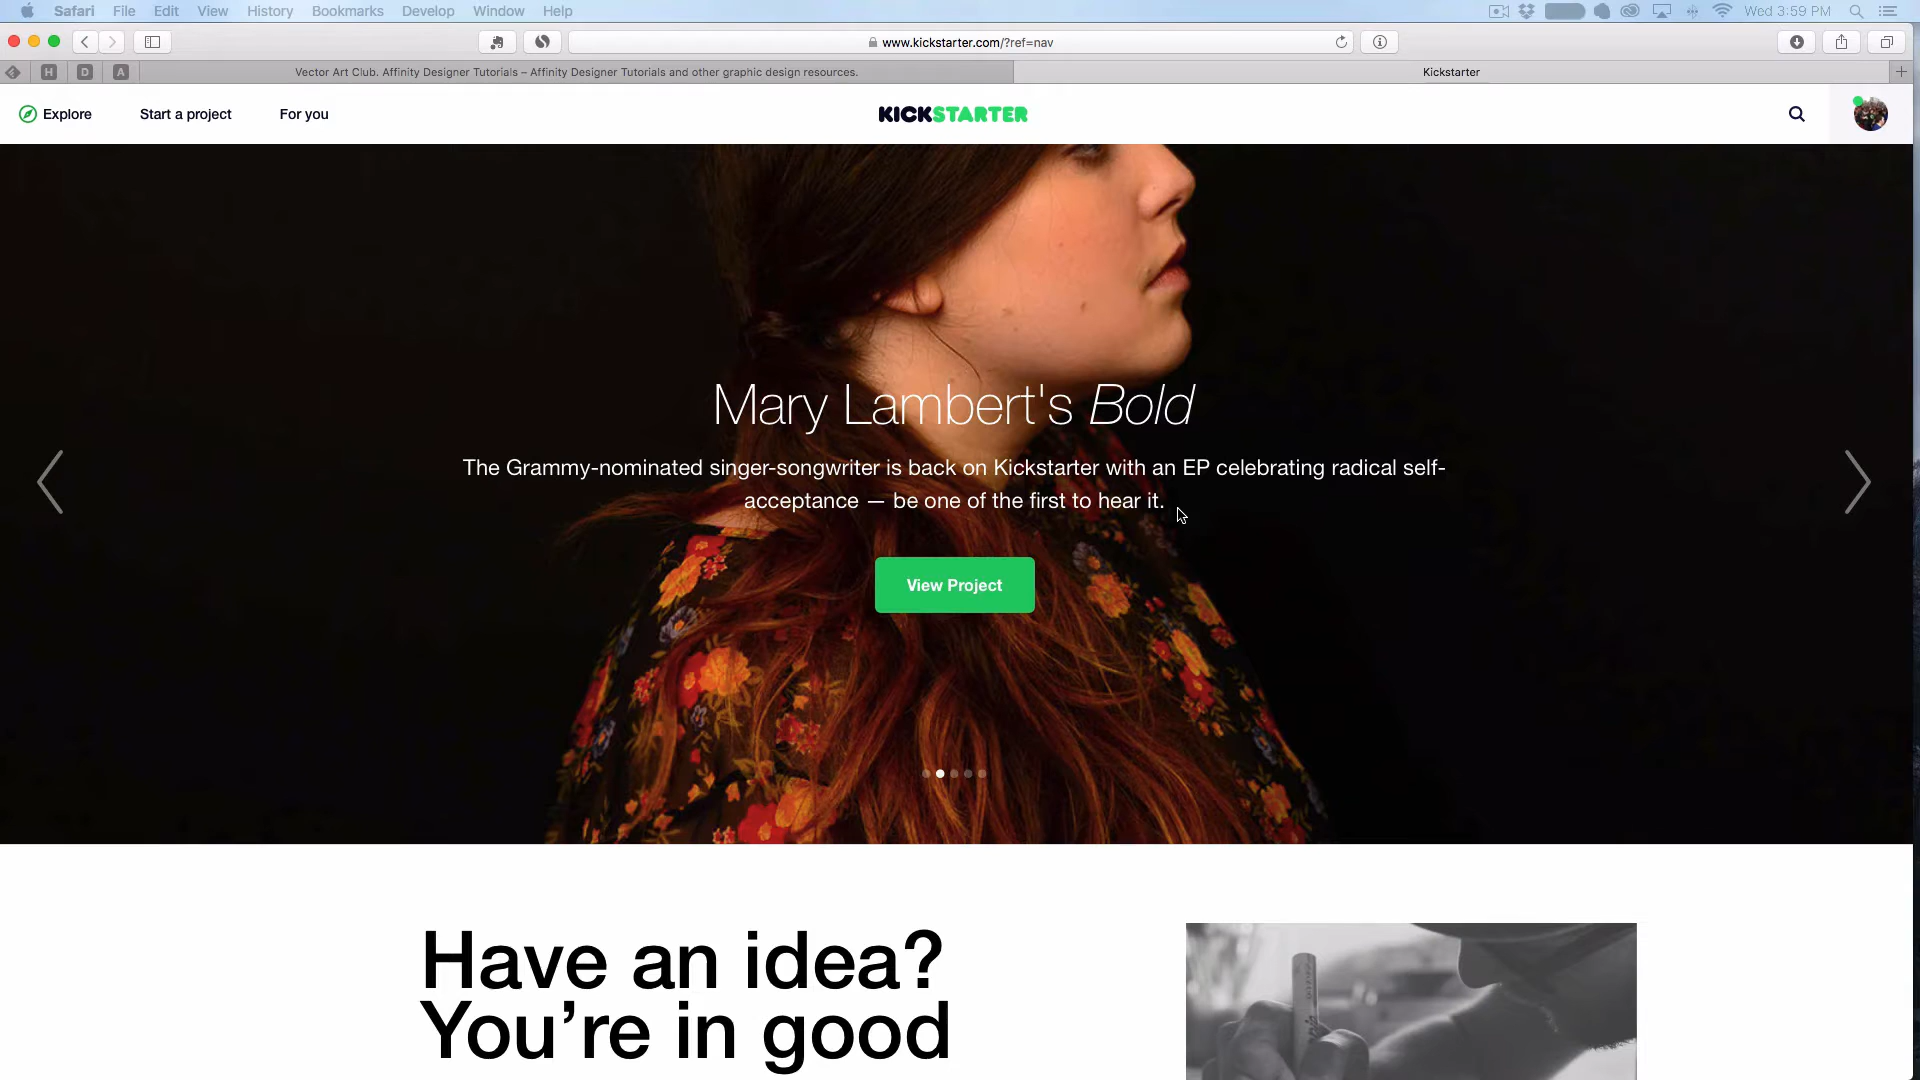 Safari File Edit View History Bookmarks Develop Window Help Wed 3:59 PM
www.kickstarter.com/?ref=nav
H D A Vector Art Club. Affinity Designer Tutorials – Affinity Designer Tutorials and other graphic design resources. Kickstarter
Explore Start a project For you KICKSTARTER
Mary Lambert's Bold
The Grammy-nominated singer-songwriter is back on Kickstarter with an EP celebrating radical self-
acceptance — be one of the first to hear it.
View Project
Have an idea?
You’re in good